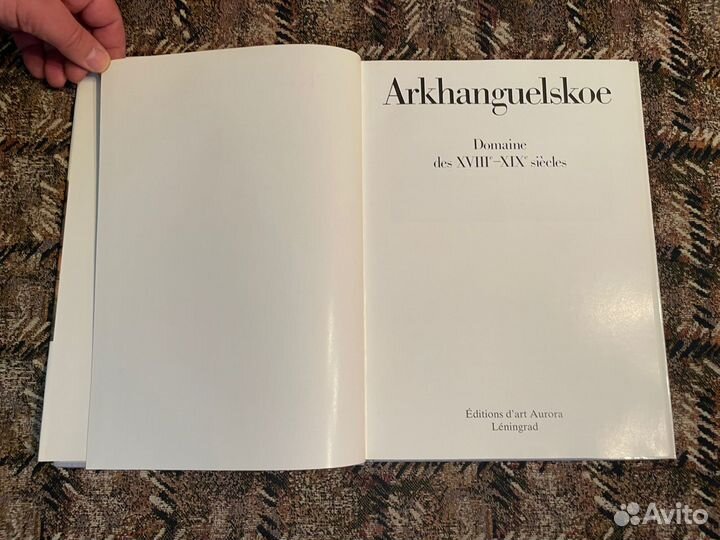 Arkhanguelskoe
Domaine
des XVIIIᵉ–XIXᵉ siècles
Éditions d'art Aurora
Léningrad
Avito